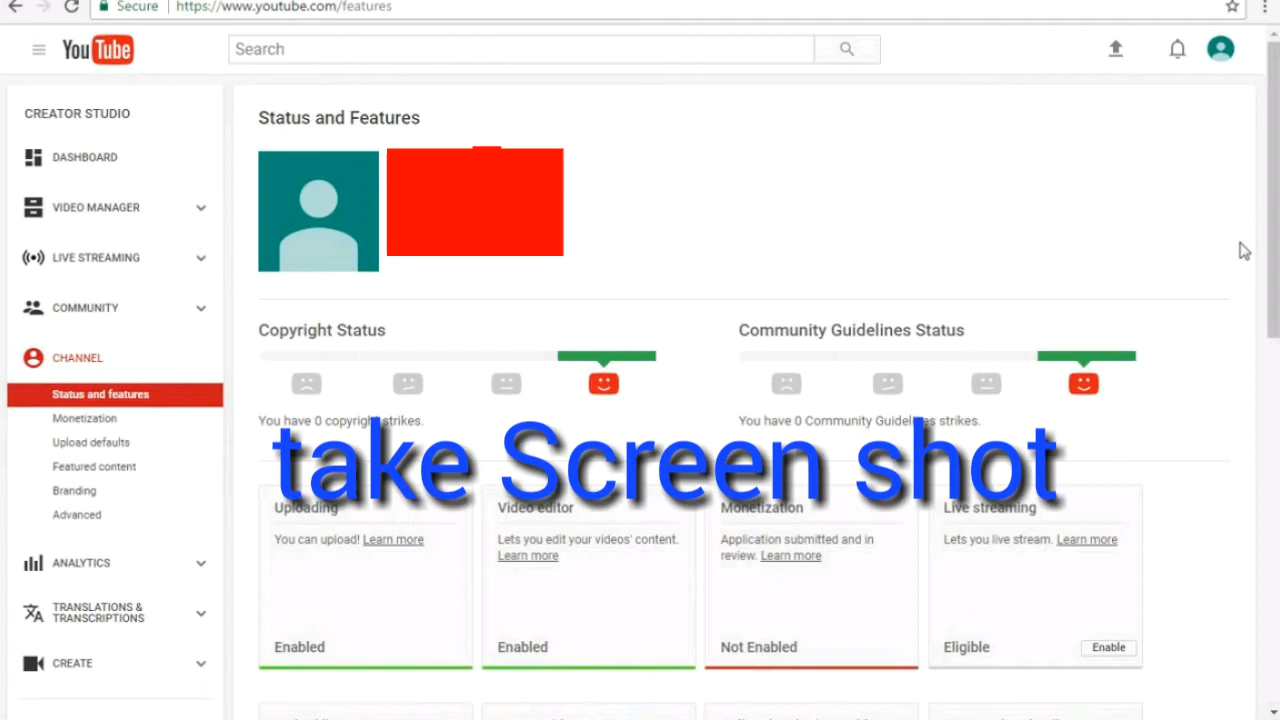 Secure
https://www.youtube.com/features
YouTube
Search
CREATOR STUDIO
DASHBOARD
VIDEO MANAGER
LIVE STREAMING
COMMUNITY
CHANNEL
Status and features
Monetization
Upload defaults
Featured content
Branding
Advanced
ANALYTICS
TRANSLATIONS &
TRANSCRIPTIONS
CREATE
Status and Features
Copyright Status
You have 0 copyright strikes.
Community Guidelines Status
You have 0 Community Guidelines strikes.
take Screen shot
Uploading
You can upload! Learn more
Enabled
Video editor
Lets you edit your videos' content.
Learn more
Enabled
Monetization
Application submitted and in
review. Learn more
Not Enabled
Live streaming
Lets you live stream. Learn more
Eligible
Enable